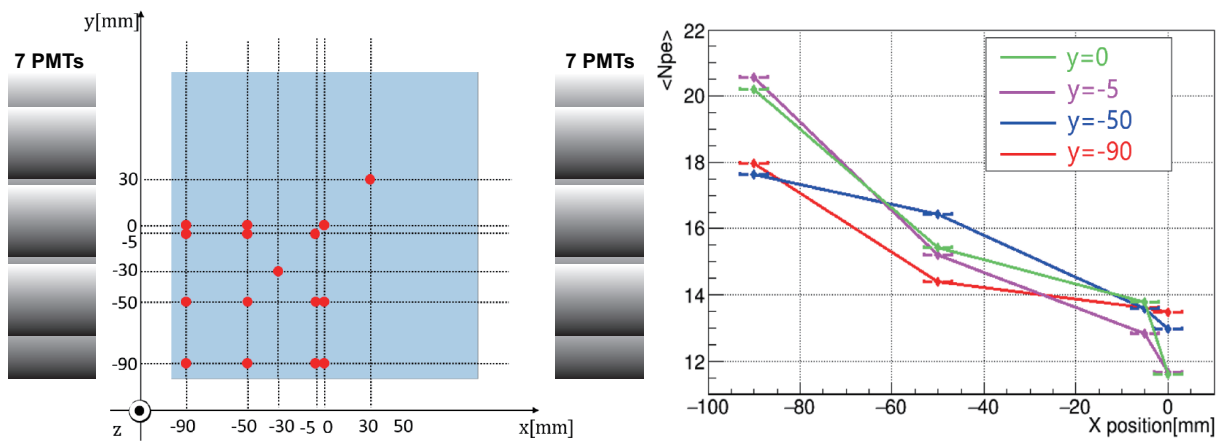 y[mm]
7 PMTs
7 PMTs
30
0
-5
-30
-50
-90
z
-90
-50
-30
-5
0
30
50
x[mm]
<Npe>
22
20
18
16
14
12
y=0
y=-5
y=-50
y=-90
−100
−80
−60
−40
−20
0
X position[mm]